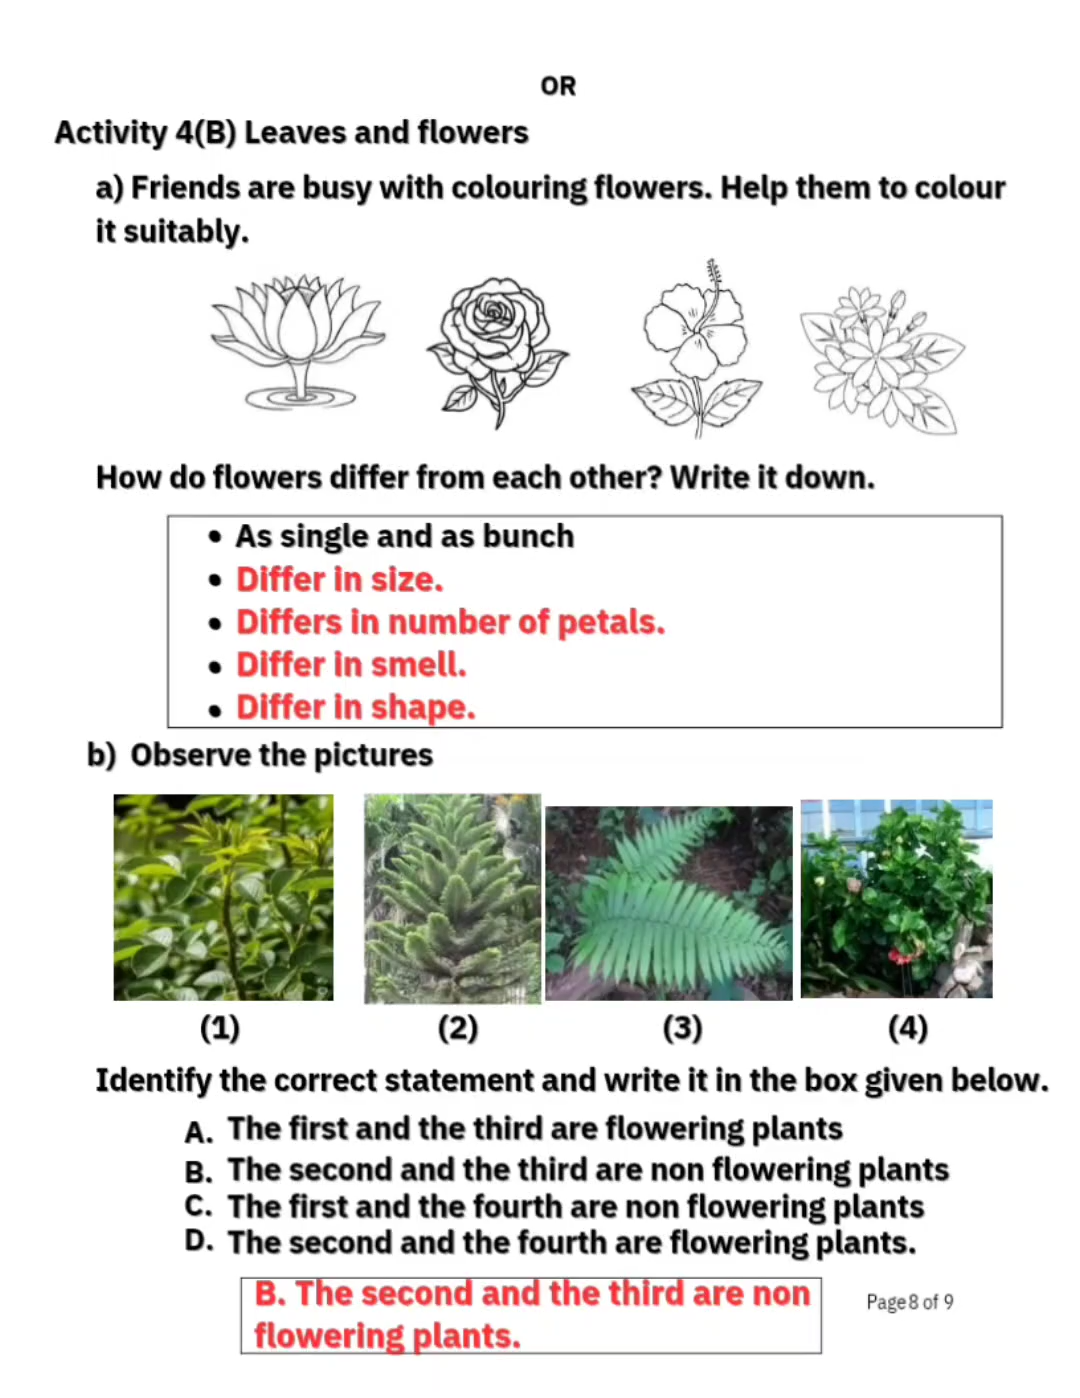 OR
Activity 4(B) Leaves and flowers
a) Friends are busy with colouring flowers. Help them to colour
it suitably.
How do flowers differ from each other? Write it down.
• As single and as bunch
• Differ in size.
• Differs in number of petals.
• Differ in smell.
• Differ in shape.
b) Observe the pictures
(1) (2) (3) (4)
Identify the correct statement and write it in the box given below.
A. The first and the third are flowering plants
B. The second and the third are non flowering plants
C. The first and the fourth are non flowering plants
D. The second and the fourth are flowering plants.
B. The second and the third are non
flowering plants.
Page 8 of 9